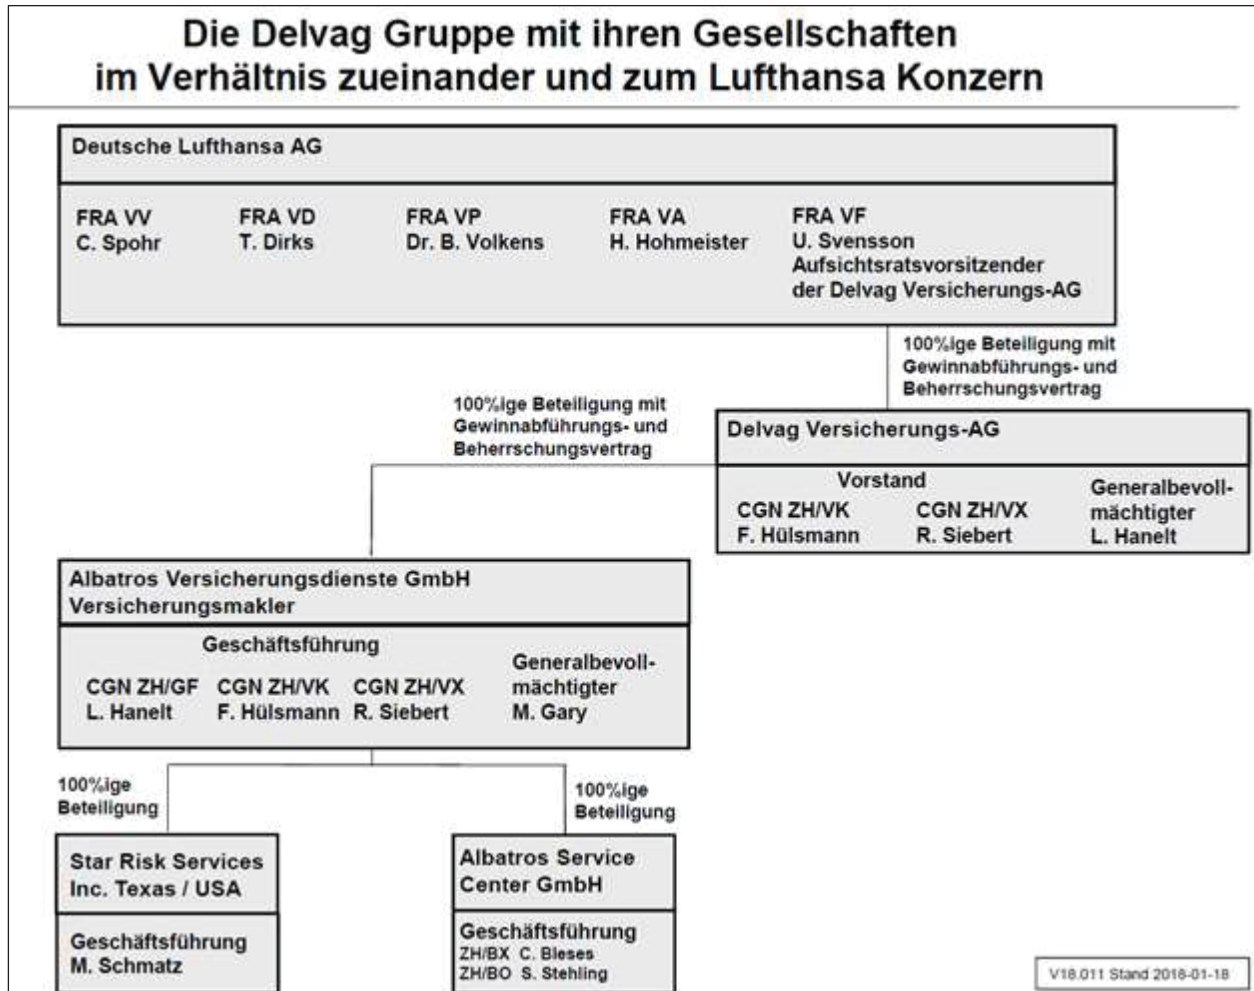 Die Delvag Gruppe mit ihren Gesellschaften
im Verhältnis zueinander und zum Lufthansa Konzern
Deutsche Lufthansa AG
FRA VV
C. Spohr
FRA VD
T. Dirks
FRA VP
Dr. B. Volkens
FRA VA
H. Hohmeister
FRA VF
U. Svensson
Aufsichtsratsvorsitzender
der Delvag Versicherungs-AG
100%ige Beteiligung mit
Gewinnabführungs- und
Beherrschungsvertrag
100%ige Beteiligung mit
Gewinnabführungs- und
Beherrschungsvertrag
Delvag Versicherungs-AG
Vorstand
CGN ZH/VK
F. Hülsmann
CGN ZH/VX
R. Siebert
Generalbevoll-
mächtigter
L. Hanelt
Albatros Versicherungsdienste GmbH
Versicherungsmakler
Geschäftsführung
CGN ZH/GF
L. Hanelt
CGN ZH/VK
F. Hülsmann
CGN ZH/VX
R. Siebert
Generalbevoll-
mächtigter
M. Gary
100%ige
Beteiligung
100%ige
Beteiligung
Star Risk Services
Inc. Texas / USA
Geschäftsführung
M. Schmatz
Albatros Service
Center GmbH
Geschäftsführung
ZH/BX C. Bleses
ZH/BO S. Stehling
V18.011 Stand 2018-01-18